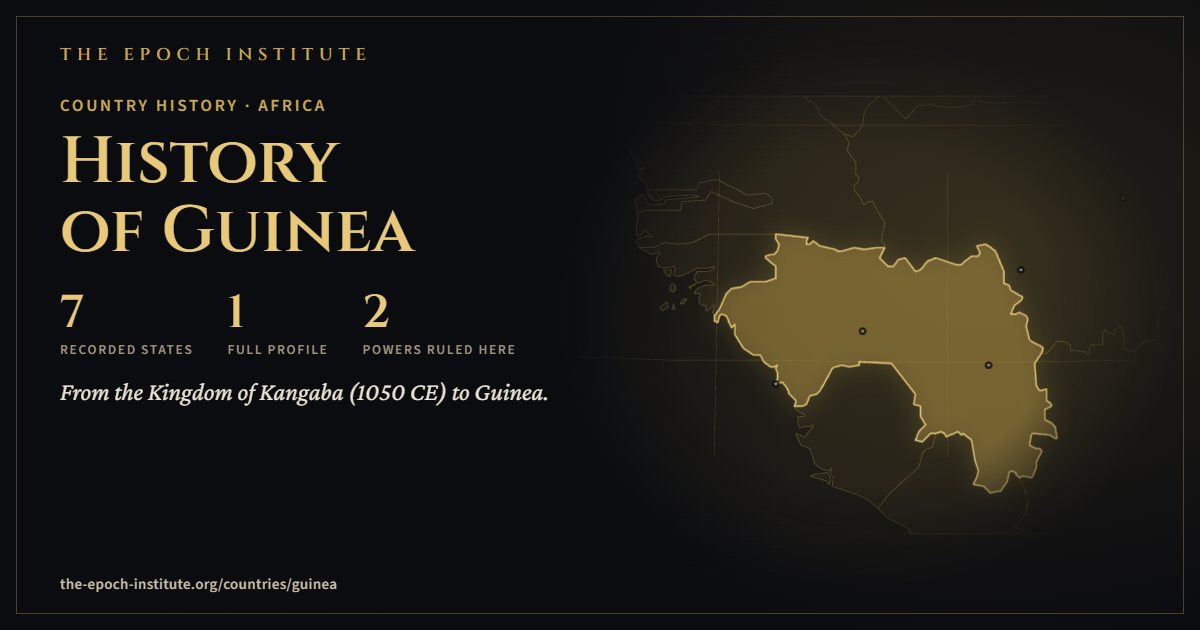 THE EPOCH INSTITUTE
COUNTRY HISTORY · AFRICA
HISTORY
OF GUINEA
7 1 2
RECORDED STATES FULL PROFILE POWERS RULED HERE
From the Kingdom of Kangaba (1050 CE) to Guinea.
the-epoch-institute.org/countries/guinea